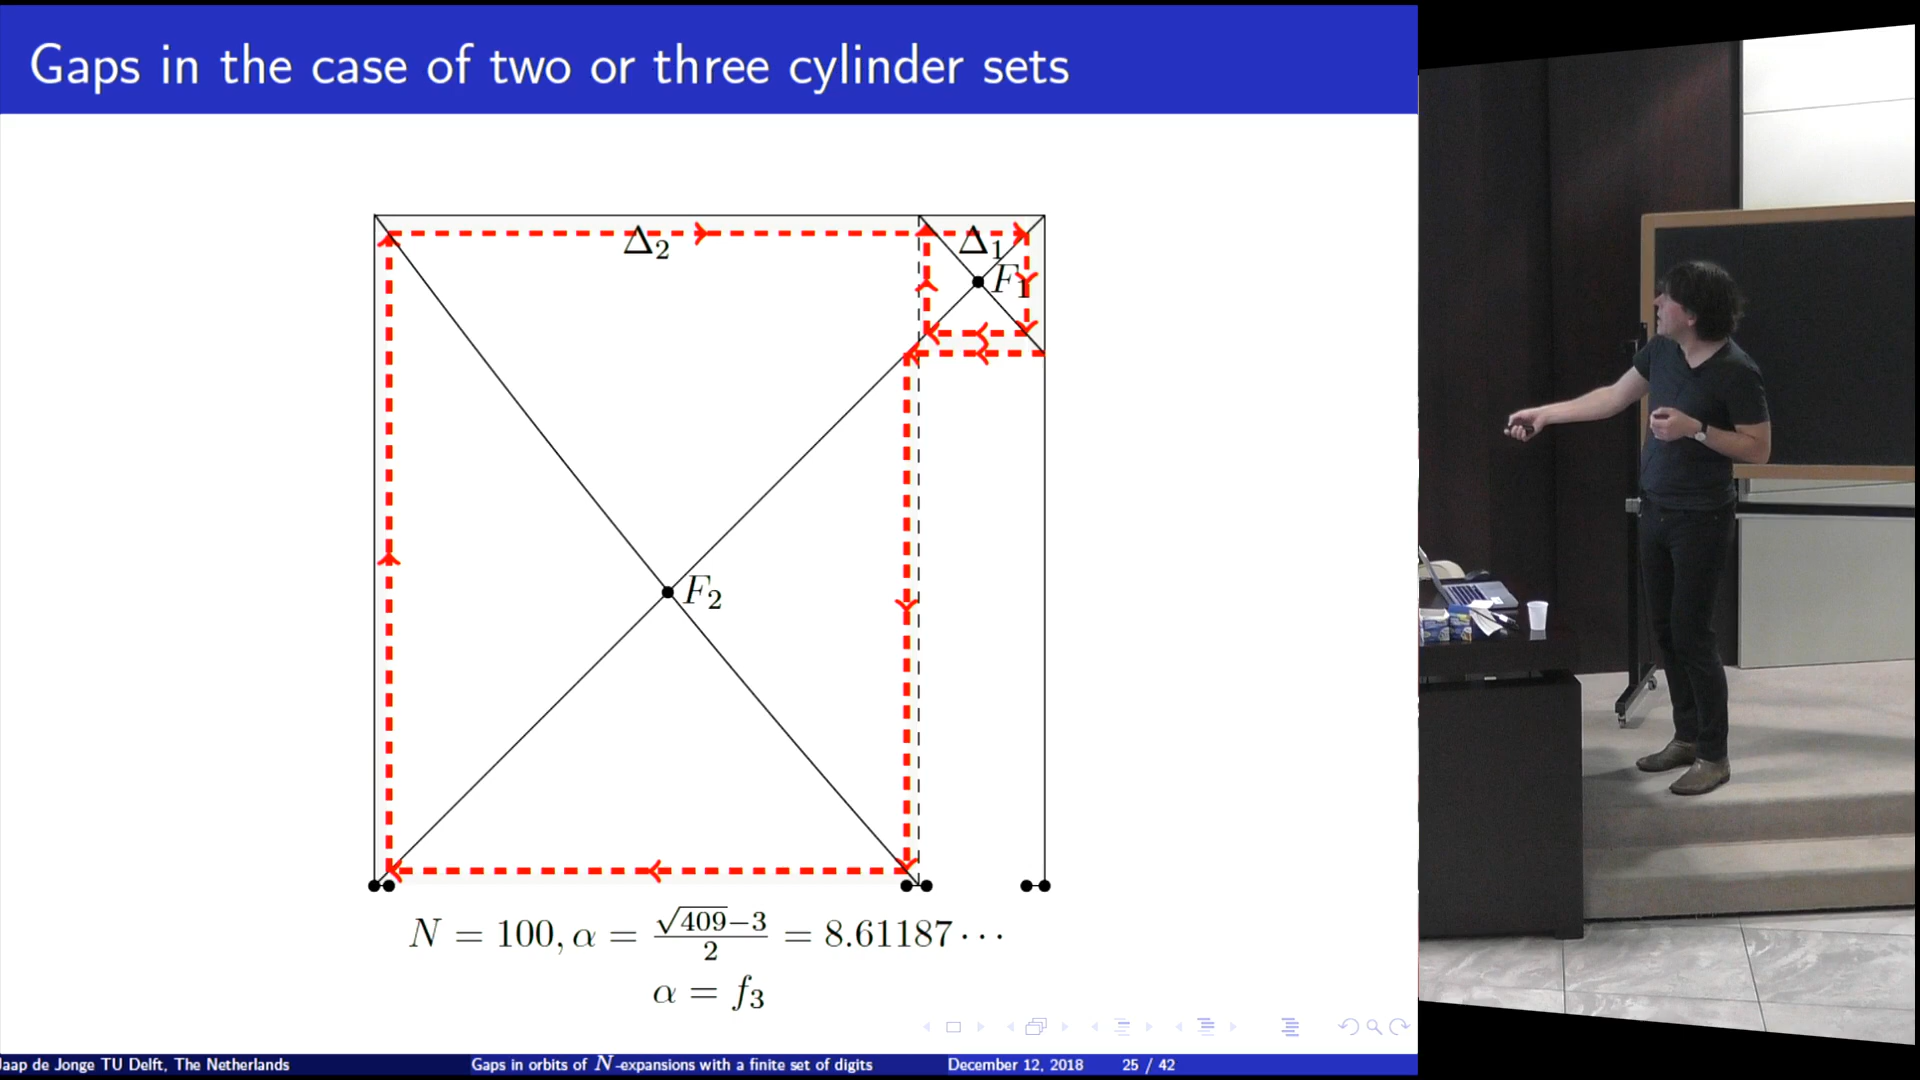 Gaps in the case of two or three cylinder sets
Δ₂
Δ₁
F₁
F₂
N = 100, α = (√409−3)/2 = 8.61187⋯
α = f₃
Jaap de Jonge TU Delft, The Netherlands
Gaps in orbits of N-expansions with a finite set of digits
December 12, 2018
25 / 42